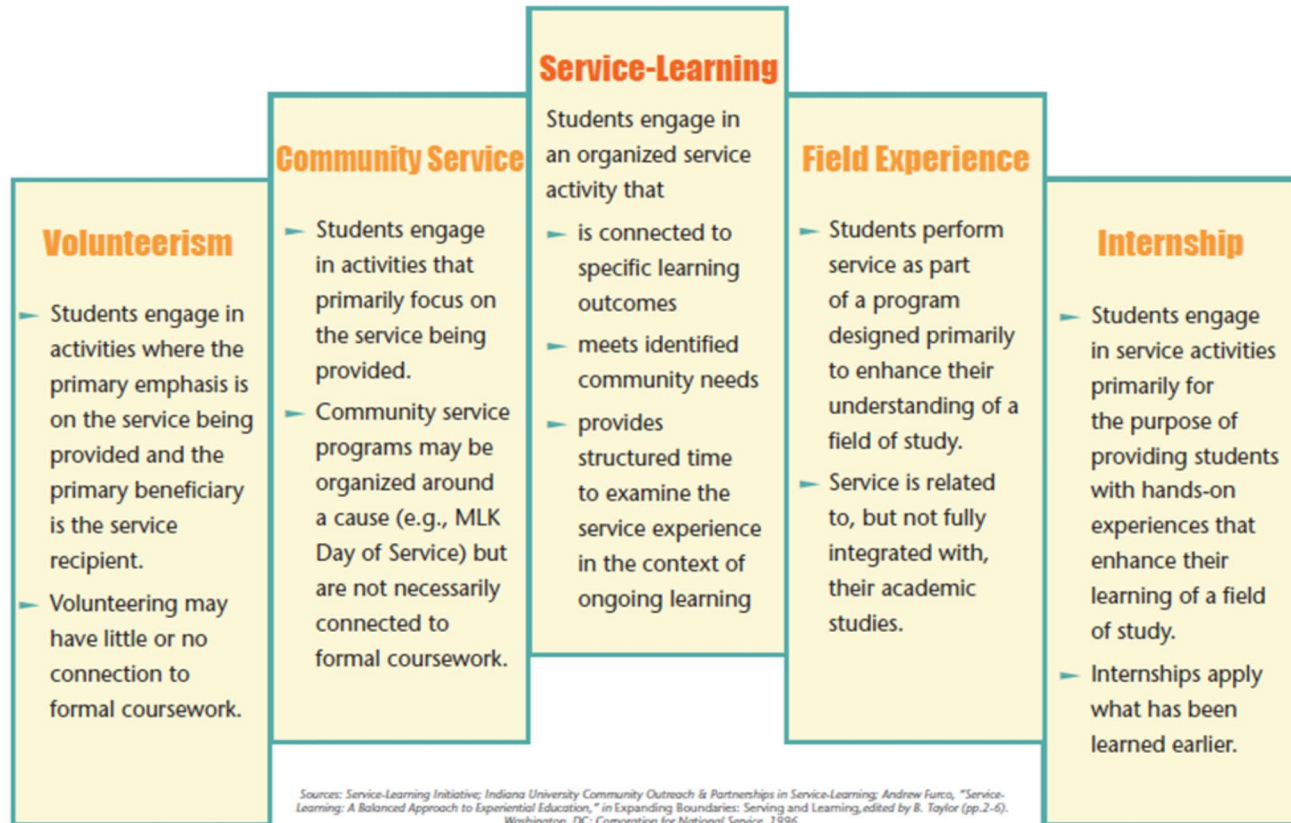 Volunteerism
Students engage in
activities where the
primary emphasis is
on the service being
provided and the
primary beneficiary
is the service
recipient.
Volunteering may
have little or no
connection to
formal coursework.
Community Service
Students engage
in activities that
primarily focus on
the service being
provided.
Community service
programs may be
organized around
a cause (e.g., MLK
Day of Service) but
are not necessarily
connected to
formal coursework.
Service-Learning
Students engage in
an organized service
activity that
is connected to
specific learning
outcomes
meets identified
community needs
provides
structured time
to examine the
service experience
in the context of
ongoing learning
Field Experience
Students perform
service as part
of a program
designed primarily
to enhance their
understanding of a
field of study.
Service is related
to, but not fully
integrated with,
their academic
studies.
Internship
Students engage
in service activities
primarily for
the purpose of
providing students
with hands-on
experiences that
enhance their
learning of a field
of study.
Internships apply
what has been
learned earlier.
Sources: Service-Learning Initiative; Indiana University Community Outreach & Partnerships in Service-Learning; Andrew Furco, "Service-
Learning: A Balanced Approach to Experiential Education," in Expanding Boundaries: Serving and Learning, edited by B. Taylor (pp.2-6).
Washington, DC: Corporation for National Service, 1996